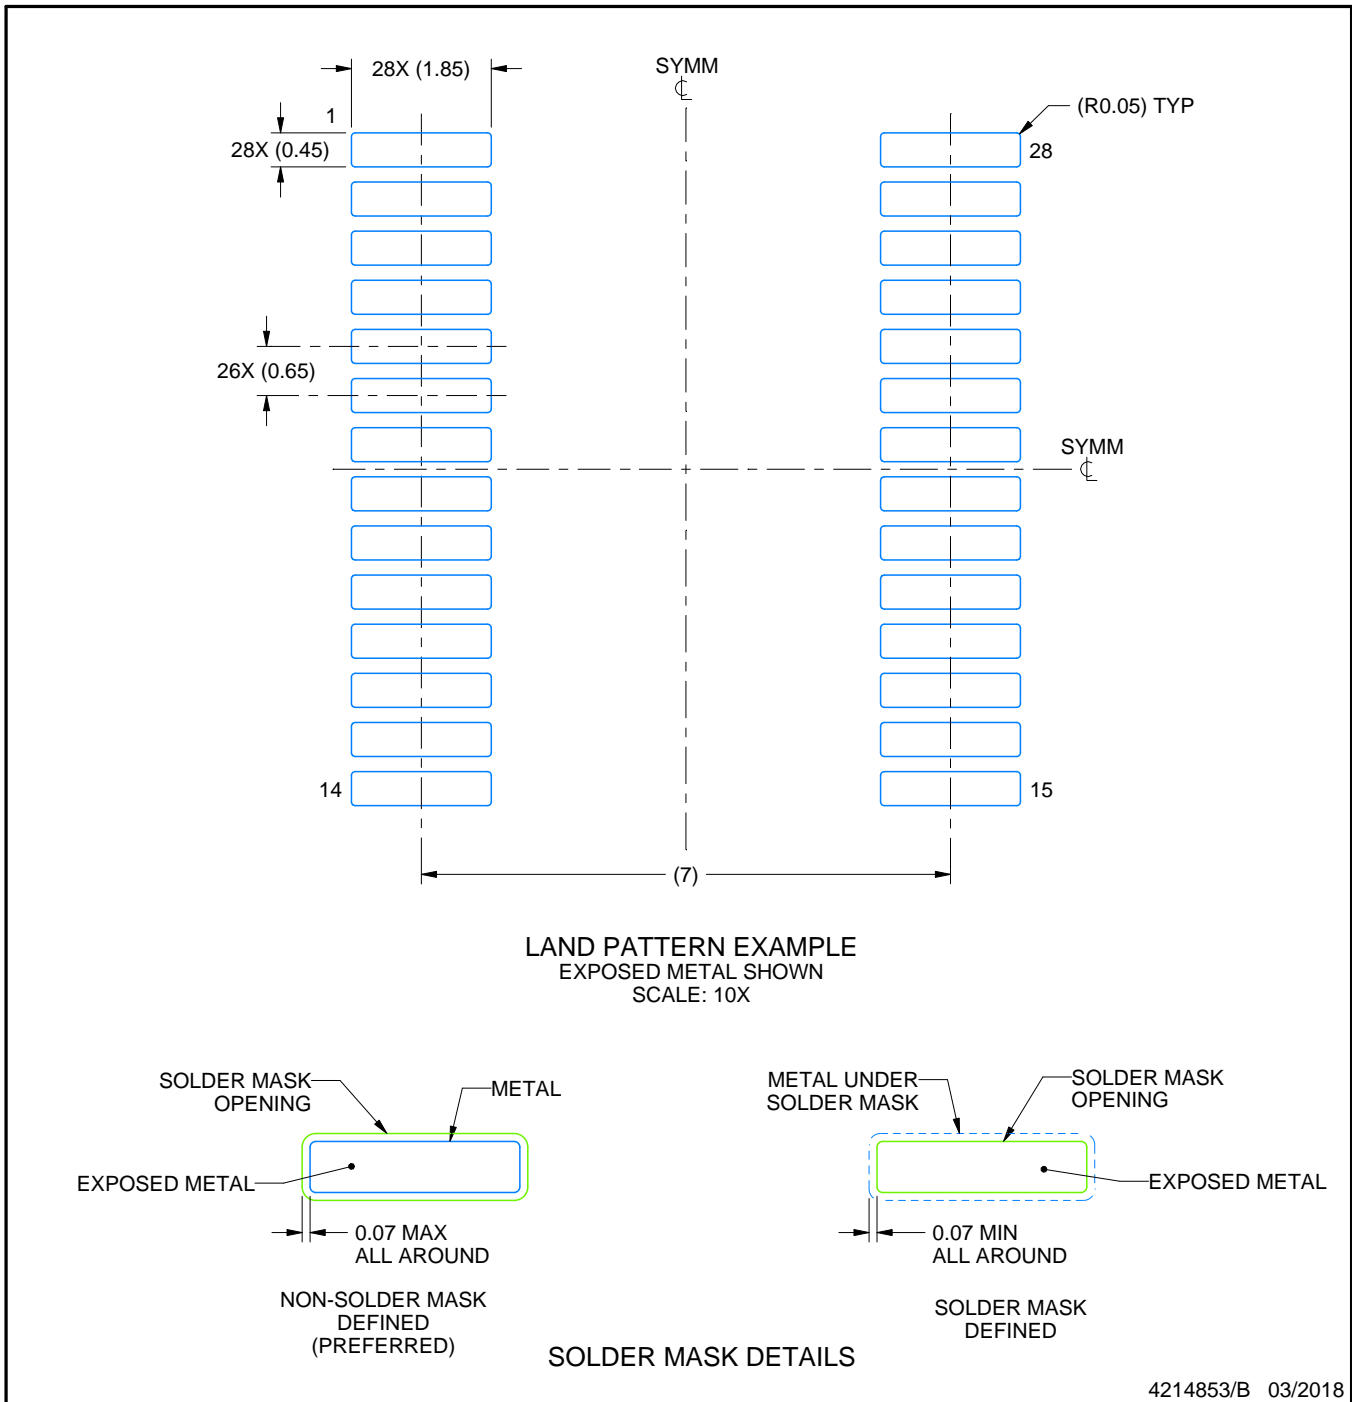 28X (1.85)
SYMM
(R0.05) TYP
1
28X (0.45)
28
26X (0.65)
SYMM
14
15
(7)
LAND PATTERN EXAMPLE
EXPOSED METAL SHOWN
SCALE: 10X
SOLDER MASK
OPENING
METAL
EXPOSED METAL
0.07 MAX
ALL AROUND
NON-SOLDER MASK
DEFINED
(PREFERRED)
METAL UNDER
SOLDER MASK
SOLDER MASK
OPENING
EXPOSED METAL
0.07 MIN
ALL AROUND
SOLDER MASK
DEFINED
SOLDER MASK DETAILS
4214853/B 03/2018